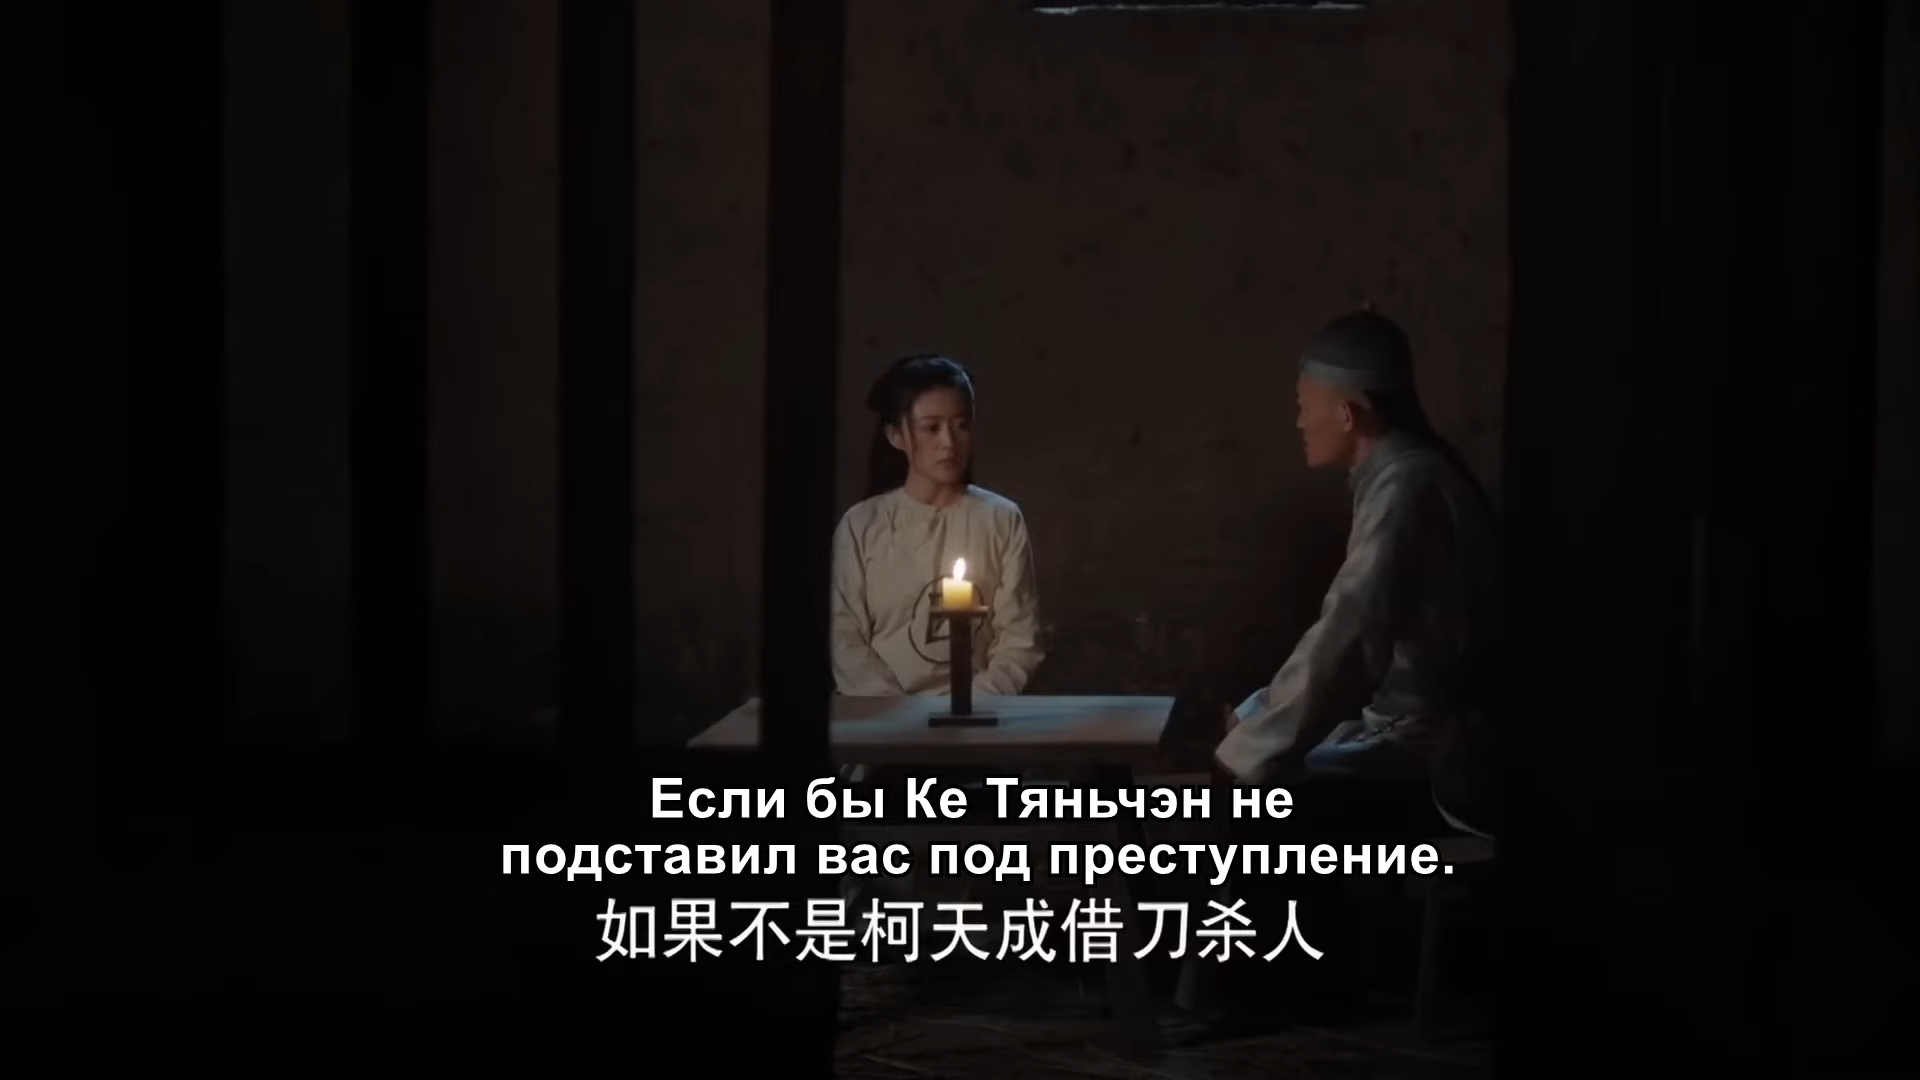 Если бы Ке Тяньчэн не
подставил вас под преступление.
如果不是柯天成借刀杀人